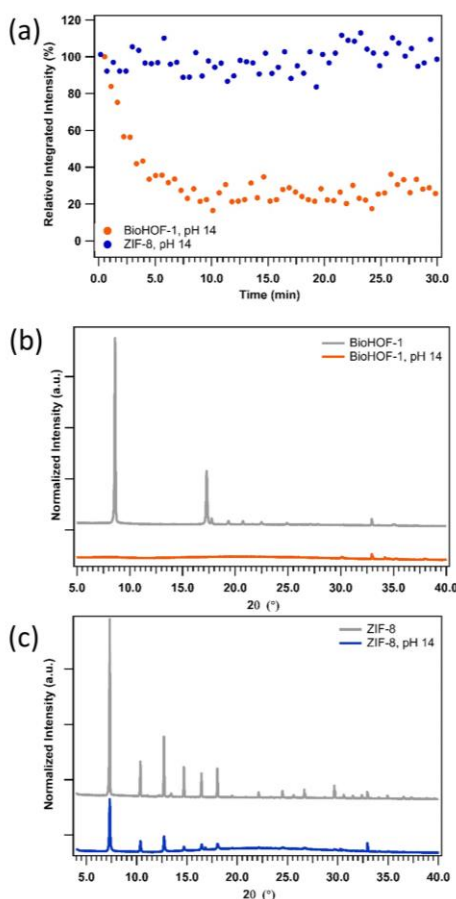 (a)
Relative Integrated Intensity (%)
120
100
80
60
40
20
0
BioHOF-1, pH 14
ZIF-8, pH 14
0.0 5.0 10.0 15.0 20.0 25.0 30.0
Time (min)
(b)
Normalized Intensity (a.u.)
BioHOF-1
BioHOF-1, pH 14
5.0 10.0 15.0 20.0 25.0 30.0 35.0 40.0
2θ (°)
(c)
Normalized Intensity (a.u.)
ZIF-8
ZIF-8, pH 14
5.0 10.0 15.0 20.0 25.0 30.0 35.0 40.0
2θ (°)